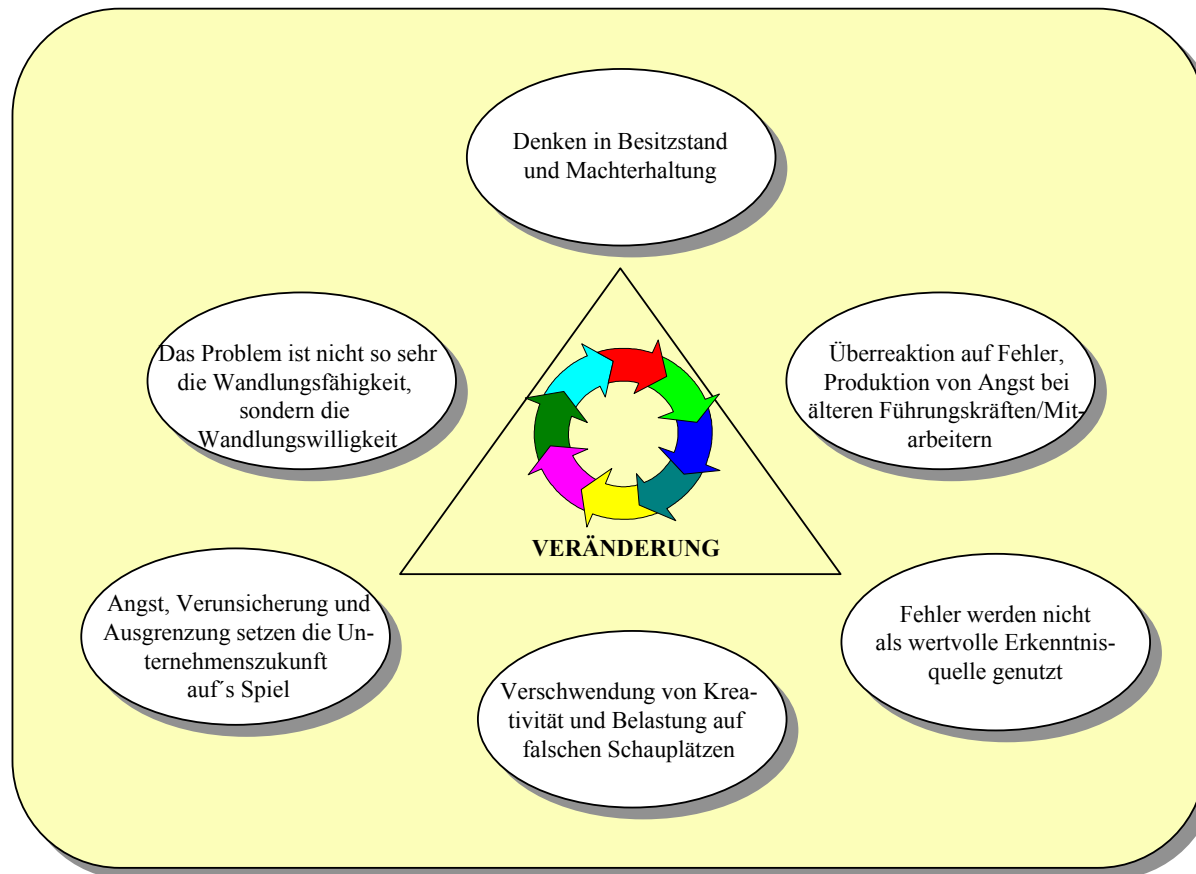 Denken in Besitzstand
und Machterhaltung
Das Problem ist nicht so sehr
die Wandlungsfähigkeit,
sondern die
Wandlungswilligkeit
Überreaktion auf Fehler,
Produktion von Angst bei
älteren Führungskräften/Mit-
arbeitern
VERÄNDERUNG
Angst, Verunsicherung und
Ausgrenzung setzen die Un-
ternehmenszukunft
auf´s Spiel
Verschwendung von Krea-
tivität und Belastung auf
falschen Schauplätzen
Fehler werden nicht
als wertvolle Erkenntnis-
quelle genutzt